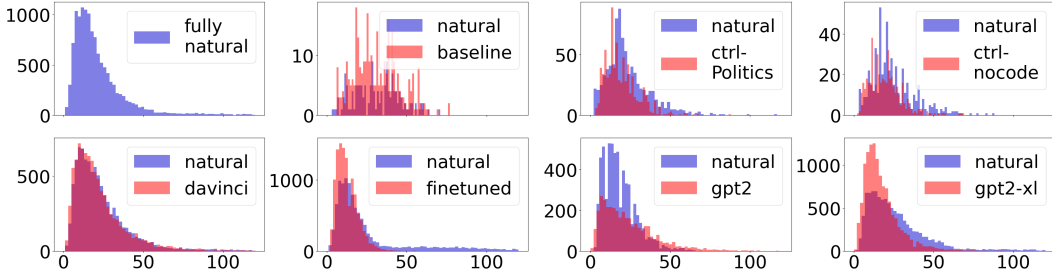 1000
500
0
fully
natural
10
0
natural
baseline
50
0
natural
ctrl-
Politics
40
20
0
natural
ctrl-
nocode
500
0
0 50 100
natural
davinci
1000
0
0 50 100
natural
finetuned
400
200
0
0 50 100
natural
gpt2
1000
500
0
0 50 100
natural
gpt2-xl